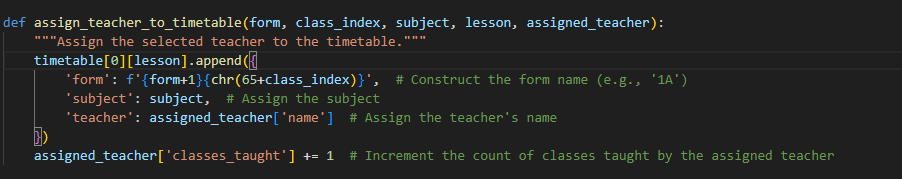 def assign_teacher_to_timetable(form, class_index, subject, lesson, assigned_teacher):
    """Assign the selected teacher to the timetable."""
    timetable[0][lesson].append({
        'form': f'{form+1}{chr(65+class_index)}',  # Construct the form name (e.g., '1A')
        'subject': subject,  # Assign the subject
        'teacher': assigned_teacher['name']  # Assign the teacher's name
    })
    assigned_teacher['classes_taught'] += 1  # Increment the count of classes taught by the assigned teacher